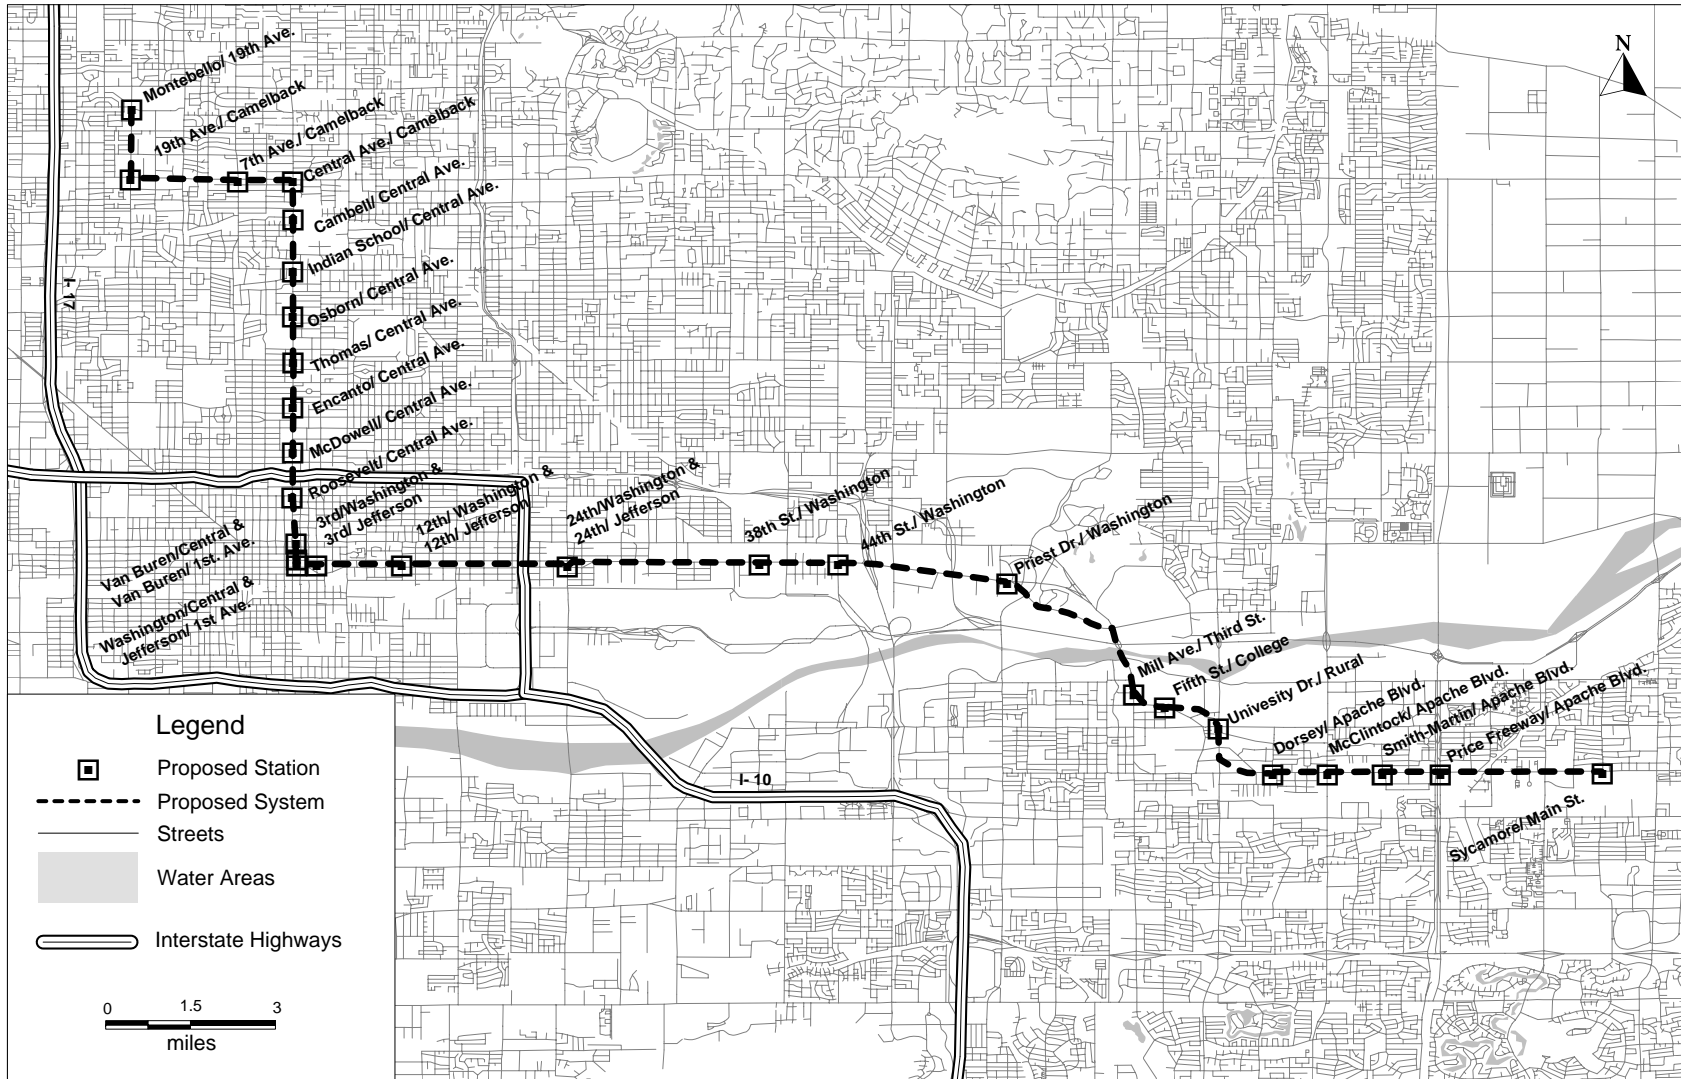 N
Montebello/ 19th Ave.
19th Ave./ Camelback
7th Ave./ Camelback
Central Ave./ Camelback
Cambell/ Central Ave.
Indian School/ Central Ave.
Osborn/ Central Ave.
Thomas/ Central Ave.
Encanto/ Central Ave.
McDowell/ Central Ave.
Roosevelt/ Central Ave.
I- 17
3rd/Washington &
3rd/ Jefferson
12th/ Washington &
12th/ Jefferson
24th/Washington &
24th/ Jefferson
38th St./ Washington
44th St./ Washington
Priest Dr./ Washington
Van Buren/Central &
Van Buren/ 1st. Ave.
Washington/Central &
Jefferson/ 1st Ave.
Mill Ave./ Third St.
Fifth St./ College
Univesity Dr./ Rural
Dorsey/ Apache Blvd.
McClintock/ Apache Blvd.
Smith-Martin/ Apache Blvd.
Price Freeway/ Apache Blvd.
Sycamore/ Main St.
I- 10
Legend
Proposed Station
Proposed System
Streets
Water Areas
Interstate Highways
0 1.5 3
miles